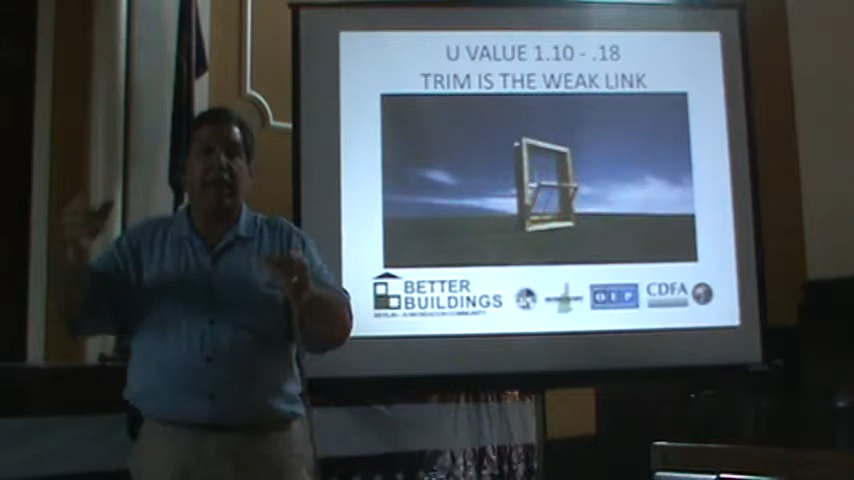 U VALUE 1.10 - .18
TRIM IS THE WEAK LINK
BETTER
BUILDINGS
CDFA